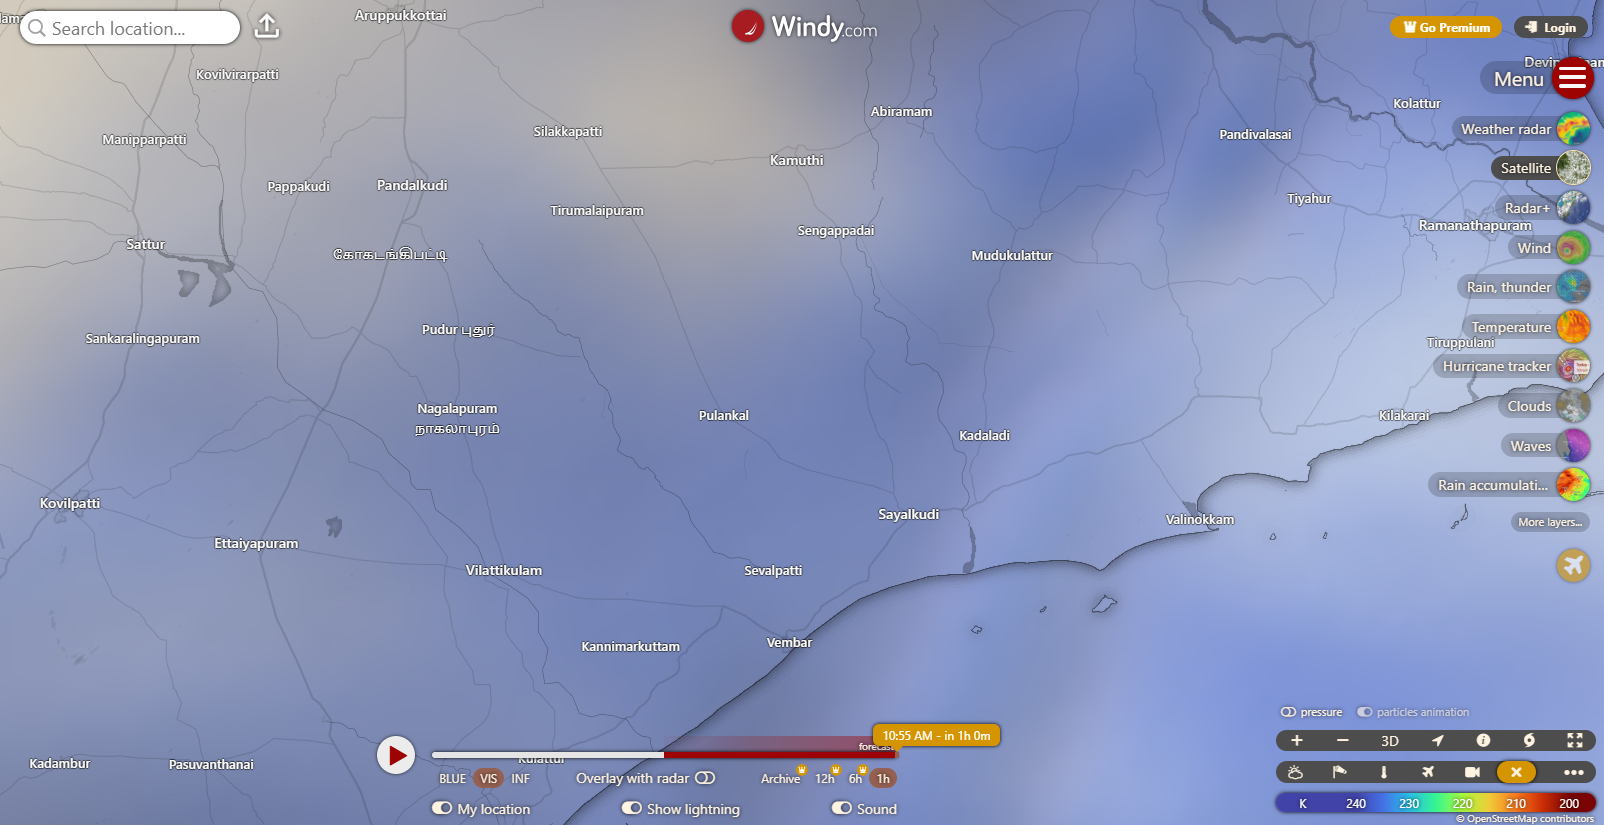 Search location...
Windy.com
Go Premium
Login
Menu
Weather radar
Satellite
Radar+
Wind
Rain, thunder
Temperature
Hurricane tracker
Clouds
Waves
Rain accumulati...
More layers...
Aruppukkottai
Kovilvirarpatti
Abiramam
Kolattur
Silakkapatti
Pandivalasai
Manipparpatti
Kamuthi
Pappakudi
Pandalkudi
Tirumalaipuram
Tiyahur
Sengappadai
Ramanathapuram
Sattur
கோகடங்கிபட்டி
Mudukulattur
Pudur புதுர்
Sankaralingapuram
Tiruppulani
Nagalapuram
நாகலாபுரம்
Pulankal
Kadaladi
Kilakarai
Kovilpatti
Sayalkudi
Valinokkam
Ettaiyapuram
Vilattikulam
Sevalpatti
Kannimarkuttam
Vembar
Kadambur
Pasuvanthanai
Kulattur
10:55 AM - in 1h 0m
forecast
BLUE VIS INF
Overlay with radar
Archive 12h 6h 1h
My location
Show lightning
Sound
pressure
particles animation
+ − 3D
K 240 230 220 210 200
© OpenStreetMap contributors